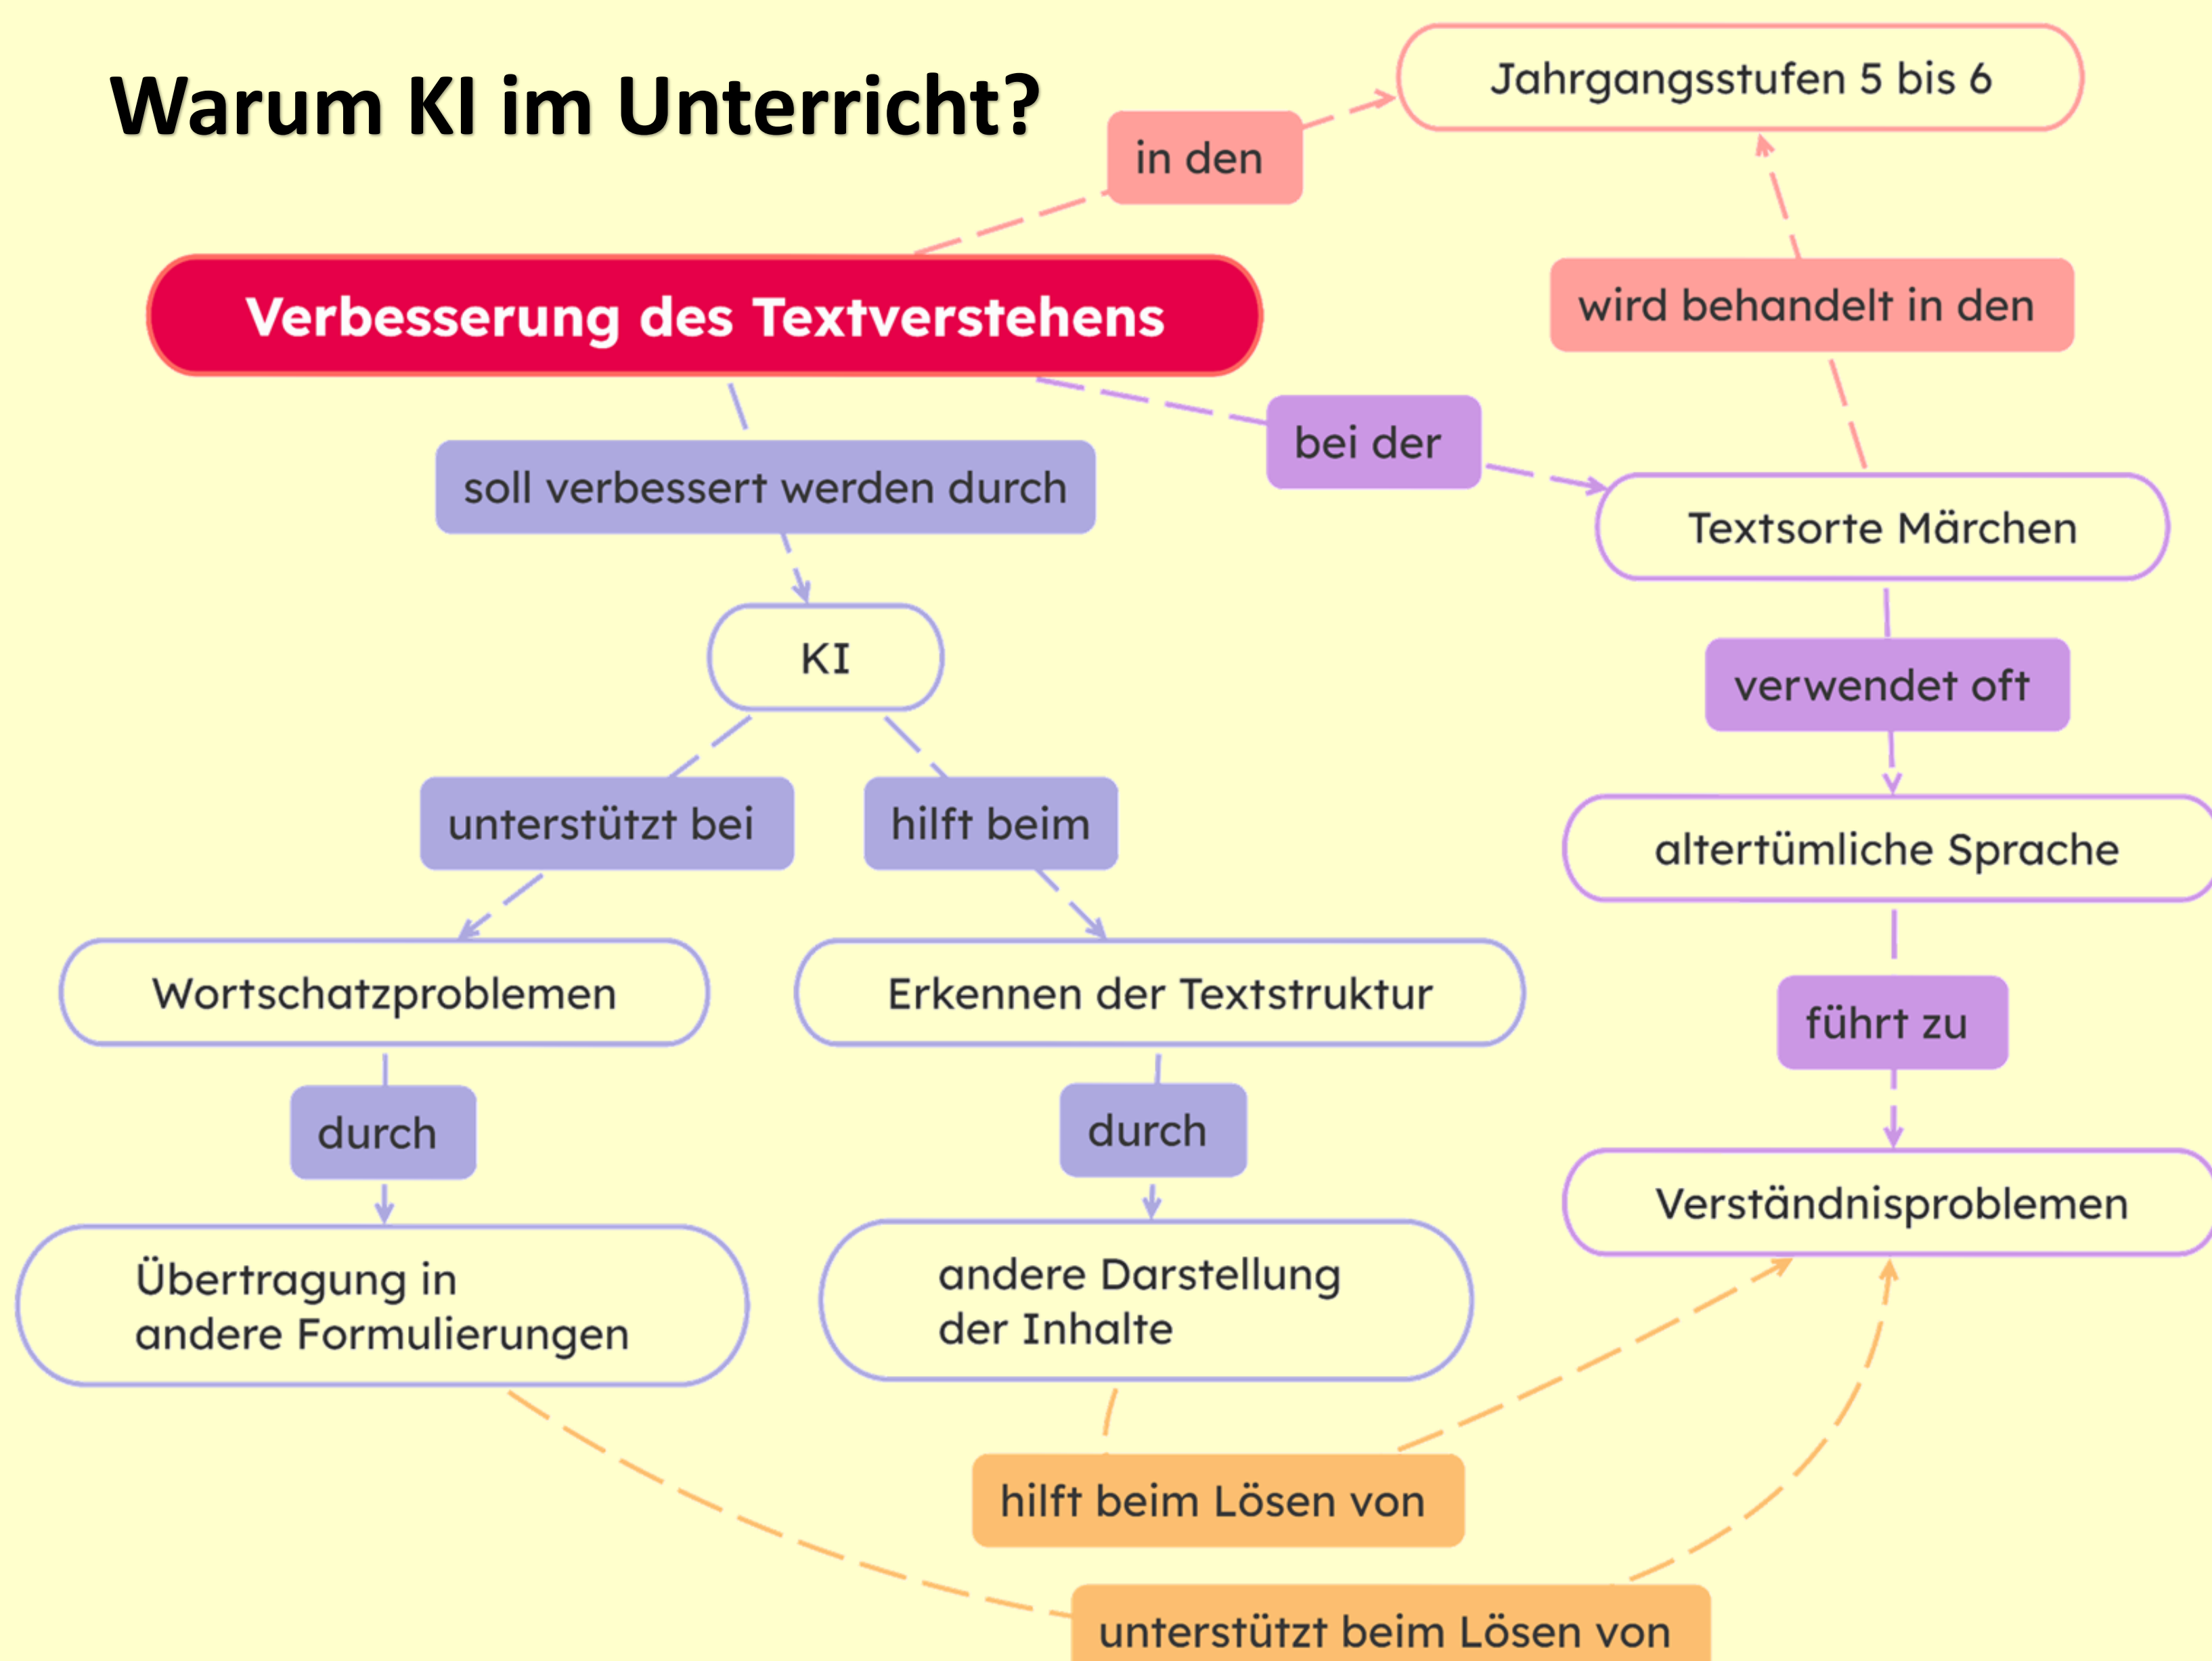 Warum KI im Unterricht?
Jahrgangsstufen 5 bis 6
in den
wird behandelt in den
Verbesserung des Textverstehens
bei der
soll verbessert werden durch
Textsorte Märchen
KI
verwendet oft
unterstützt bei
hilft beim
altertümliche Sprache
Wortschatzproblemen
Erkennen der Textstruktur
führt zu
durch
durch
Verständnisproblemen
Übertragung in
andere Formulierungen
andere Darstellung
der Inhalte
hilft beim Lösen von
unterstützt beim Lösen von